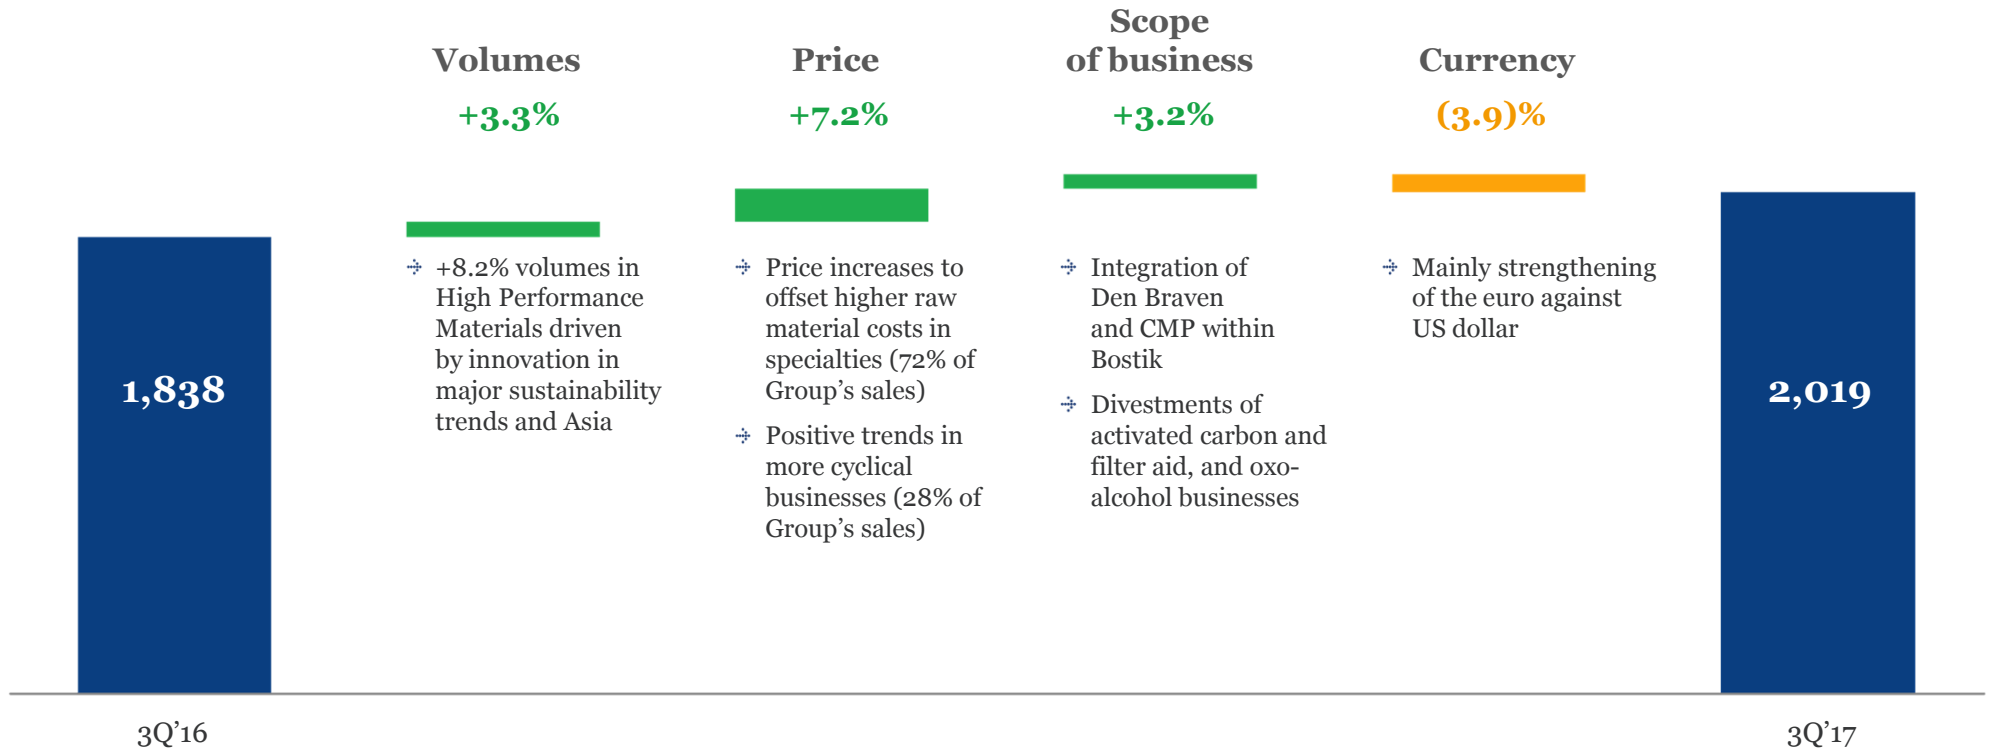 Volumes
+3.3%
Price
+7.2%
Scope
of business
+3.2%
Currency
(3.9)%
1,838
+8.2% volumes in
High Performance
Materials driven
by innovation in
major sustainability
trends and Asia
Price increases to
offset higher raw
material costs in
specialties (72% of
Group’s sales)
Positive trends in
more cyclical
businesses (28% of
Group’s sales)
Integration of
Den Braven
and CMP within
Bostik
Divestments of
activated carbon and
filter aid, and oxo-
alcohol businesses
Mainly strengthening
of the euro against
US dollar
2,019
3Q’16
3Q’17